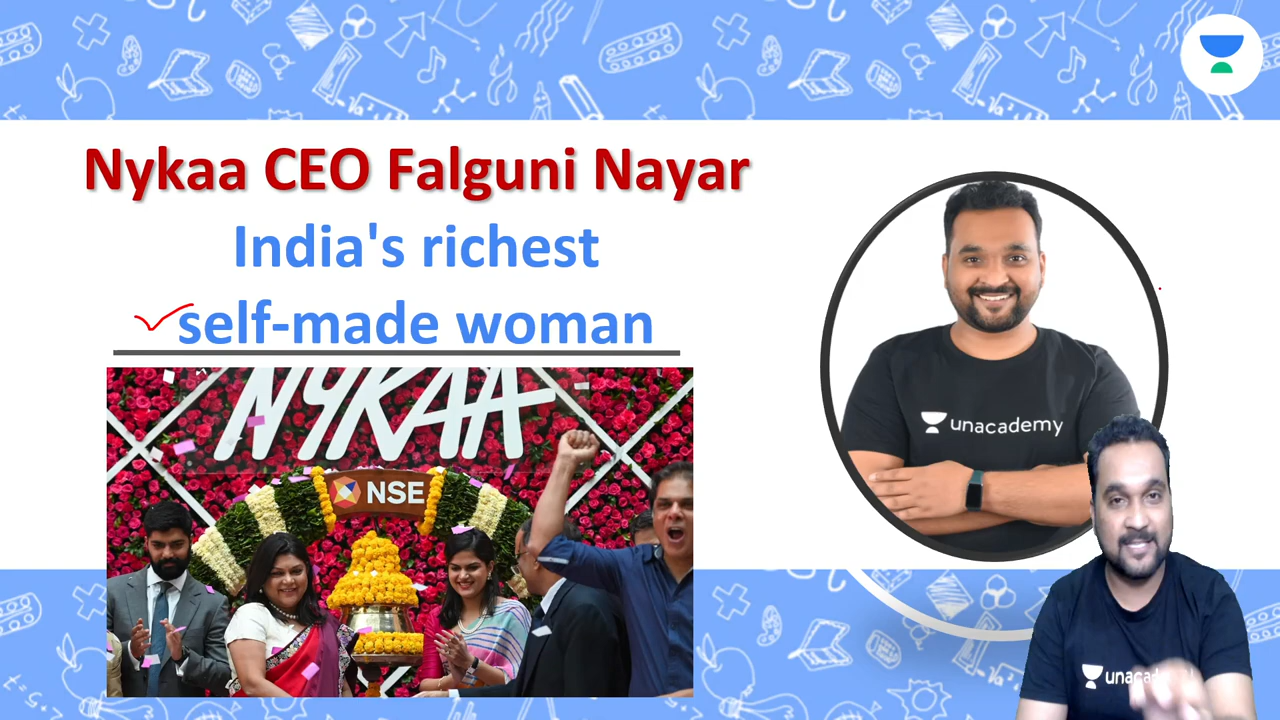 Nykaa CEO Falguni Nayar
India's richest
self-made woman
NYKAA
NSE
unacademy